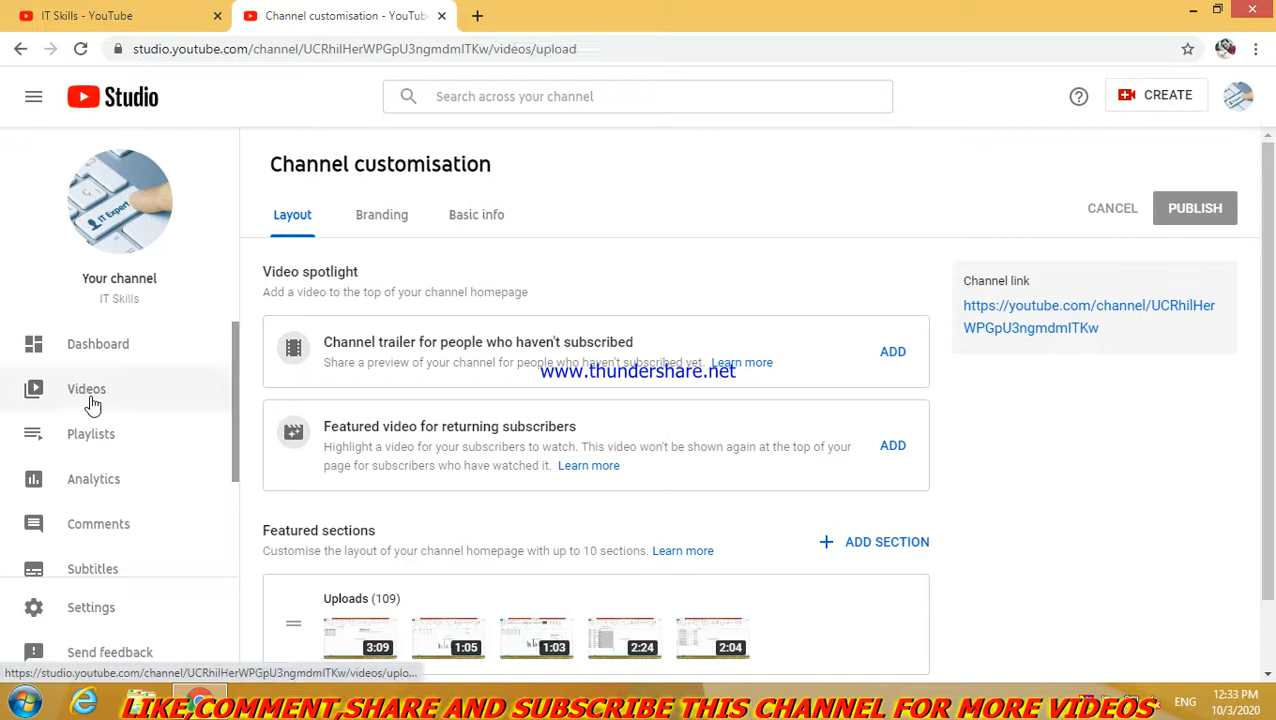 IT Skills - YouTube
Channel customisation - YouTub
studio.youtube.com/channel/UCRhilHerWPGpU3ngmdmITKw/videos/upload
Studio
Search across your channel
CREATE
IT Expert
Your channel
IT Skills
Dashboard
Videos
Playlists
Analytics
Comments
Subtitles
Settings
Send feedback
Channel customisation
Layout
Branding
Basic info
CANCEL
PUBLISH
Video spotlight
Add a video to the top of your channel homepage
Channel trailer for people who haven't subscribed
Share a preview of your channel for people who haven't subscribed yet. Learn more
ADD
www.thundershare.net
Featured video for returning subscribers
Highlight a video for your subscribers to watch. This video won't be shown again at the top of your
page for subscribers who have watched it. Learn more
ADD
Featured sections
Customise the layout of your channel homepage with up to 10 sections. Learn more
ADD SECTION
Uploads (109)
3:09
1:05
1:03
2:24
2:04
Channel link
https://youtube.com/channel/UCRhilHer
WPGpU3ngmdmITKw
https://studio.youtube.com/channel/UCRhilHerWPGpU3ngmdmITKw/videos/uplo...
ENG
12:33 PM
10/3/2020
LIKE,COMMENT,SHARE AND SUBSCRIBE THIS CHANNEL FOR MORE VIDEOS